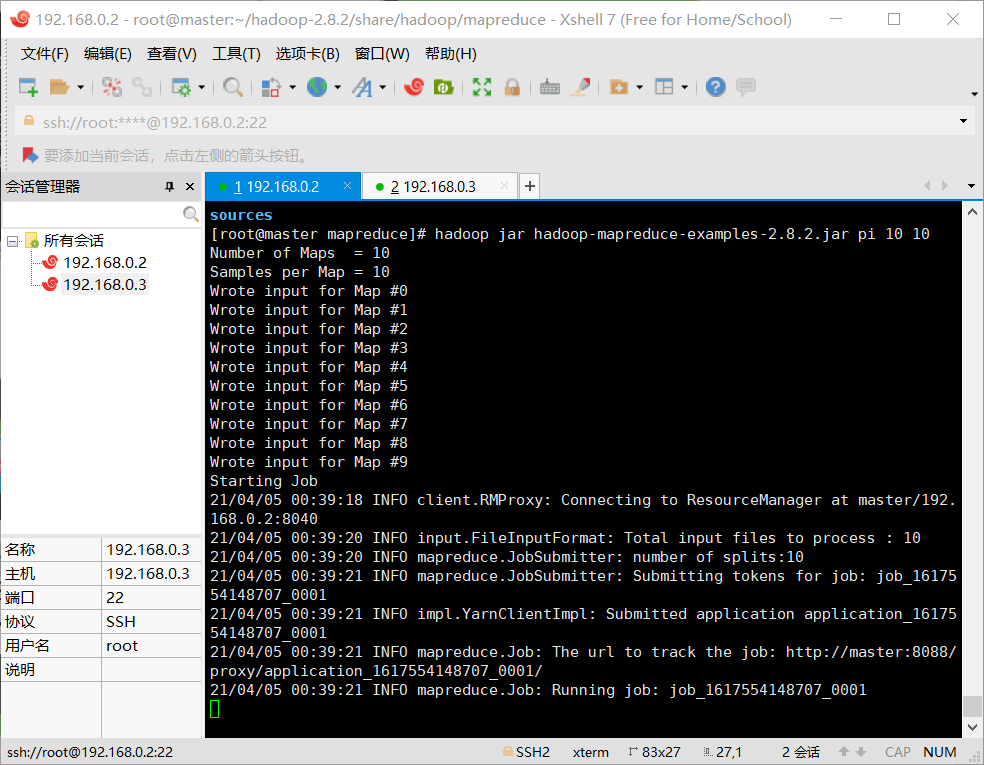 192.168.0.2 - root@master:~/hadoop-2.8.2/share/hadoop/mapreduce - Xshell 7 (Free for Home/School)
文件(F) 编辑(E) 查看(V) 工具(T) 选项卡(B) 窗口(W) 帮助(H)
ssh://root:****@192.168.0.2:22
要添加当前会话，点击左侧的箭头按钮。
会话管理器
1 192.168.0.2
2 192.168.0.3
所有会话
192.168.0.2
192.168.0.3
名称 192.168.0.3
主机 192.168.0.3
端口 22
协议 SSH
用户名 root
说明
sources
[root@master mapreduce]# hadoop jar hadoop-mapreduce-examples-2.8.2.jar pi 10 10
Number of Maps  = 10
Samples per Map = 10
Wrote input for Map #0
Wrote input for Map #1
Wrote input for Map #2
Wrote input for Map #3
Wrote input for Map #4
Wrote input for Map #5
Wrote input for Map #6
Wrote input for Map #7
Wrote input for Map #8
Wrote input for Map #9
Starting Job
21/04/05 00:39:18 INFO client.RMProxy: Connecting to ResourceManager at master/192.
168.0.2:8040
21/04/05 00:39:20 INFO input.FileInputFormat: Total input files to process : 10
21/04/05 00:39:20 INFO mapreduce.JobSubmitter: number of splits:10
21/04/05 00:39:21 INFO mapreduce.JobSubmitter: Submitting tokens for job: job_16175
54148707_0001
21/04/05 00:39:21 INFO impl.YarnClientImpl: Submitted application application_16175
54148707_0001
21/04/05 00:39:21 INFO mapreduce.Job: The url to track the job: http://master:8088/
proxy/application_1617554148707_0001/
21/04/05 00:39:21 INFO mapreduce.Job: Running job: job_1617554148707_0001
ssh://root@192.168.0.2:22 SSH2 xterm 83x27 27,1 2 会话 CAP NUM